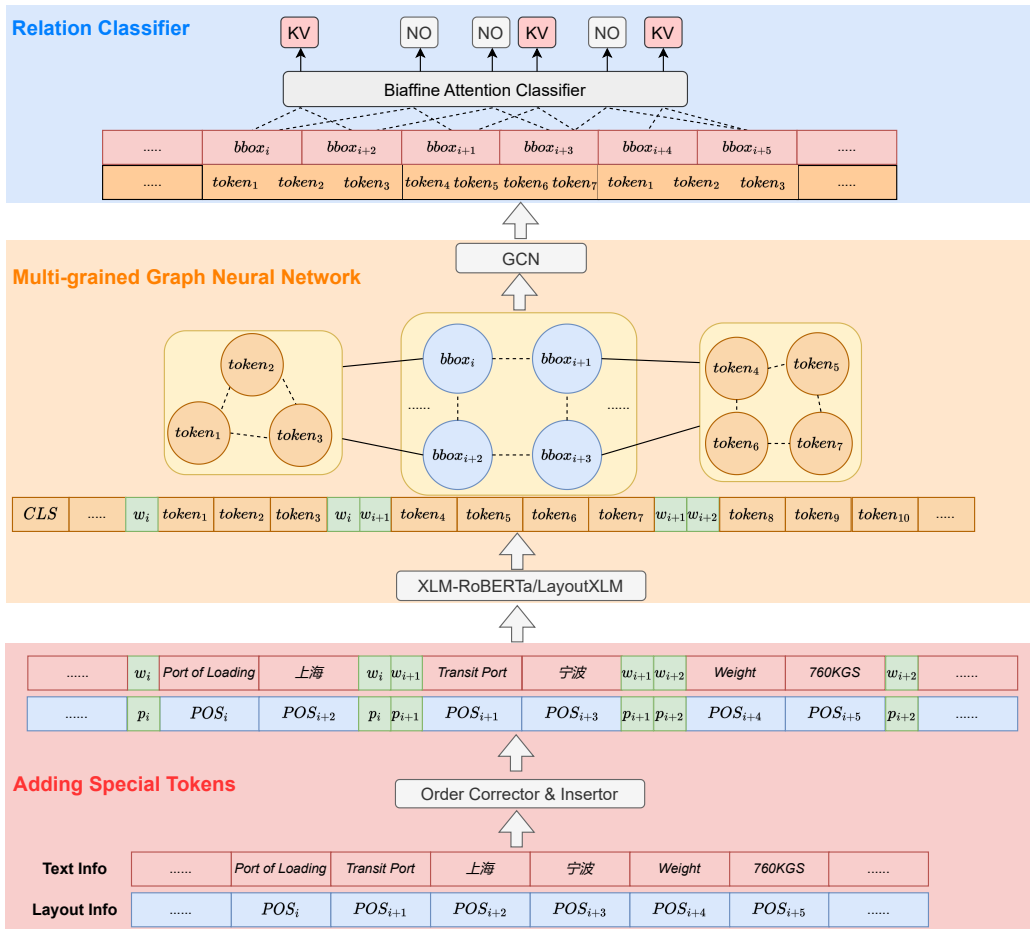 Relation Classifier
KV NO NO KV NO KV
Biaffine Attention Classifier
..... bbox_i bbox_{i+2} bbox_{i+1} bbox_{i+3} bbox_{i+4} bbox_{i+5} .....
..... token_1 token_2 token_3 token_4 token_5 token_6 token_7 token_1 token_2 token_3 .....
GCN
Multi-grained Graph Neural Network
token_2 bbox_i bbox_{i+1} token_4 token_5
...... ......
token_1 token_3 bbox_{i+2} bbox_{i+3} token_6 token_7
CLS ..... w_i token_1 token_2 token_3 w_i w_{i+1} token_4 token_5 token_6 token_7 w_{i+1} w_{i+2} token_8 token_9 token_{10} .....
XLM-RoBERTa/LayoutXLM
...... w_i Port of Loading 上海 w_i w_{i+1} Transit Port 宁波 w_{i+1} w_{i+2} Weight 760KGS w_{i+2} ......
...... p_i POS_i POS_{i+2} p_i p_{i+1} POS_{i+1} POS_{i+3} p_{i+1} p_{i+2} POS_{i+4} POS_{i+5} p_{i+2} ......
Adding Special Tokens
Order Corrector & Insertor
Text Info ...... Port of Loading Transit Port 上海 宁波 Weight 760KGS ......
Layout Info ...... POS_i POS_{i+1} POS_{i+2} POS_{i+3} POS_{i+4} POS_{i+5} ......